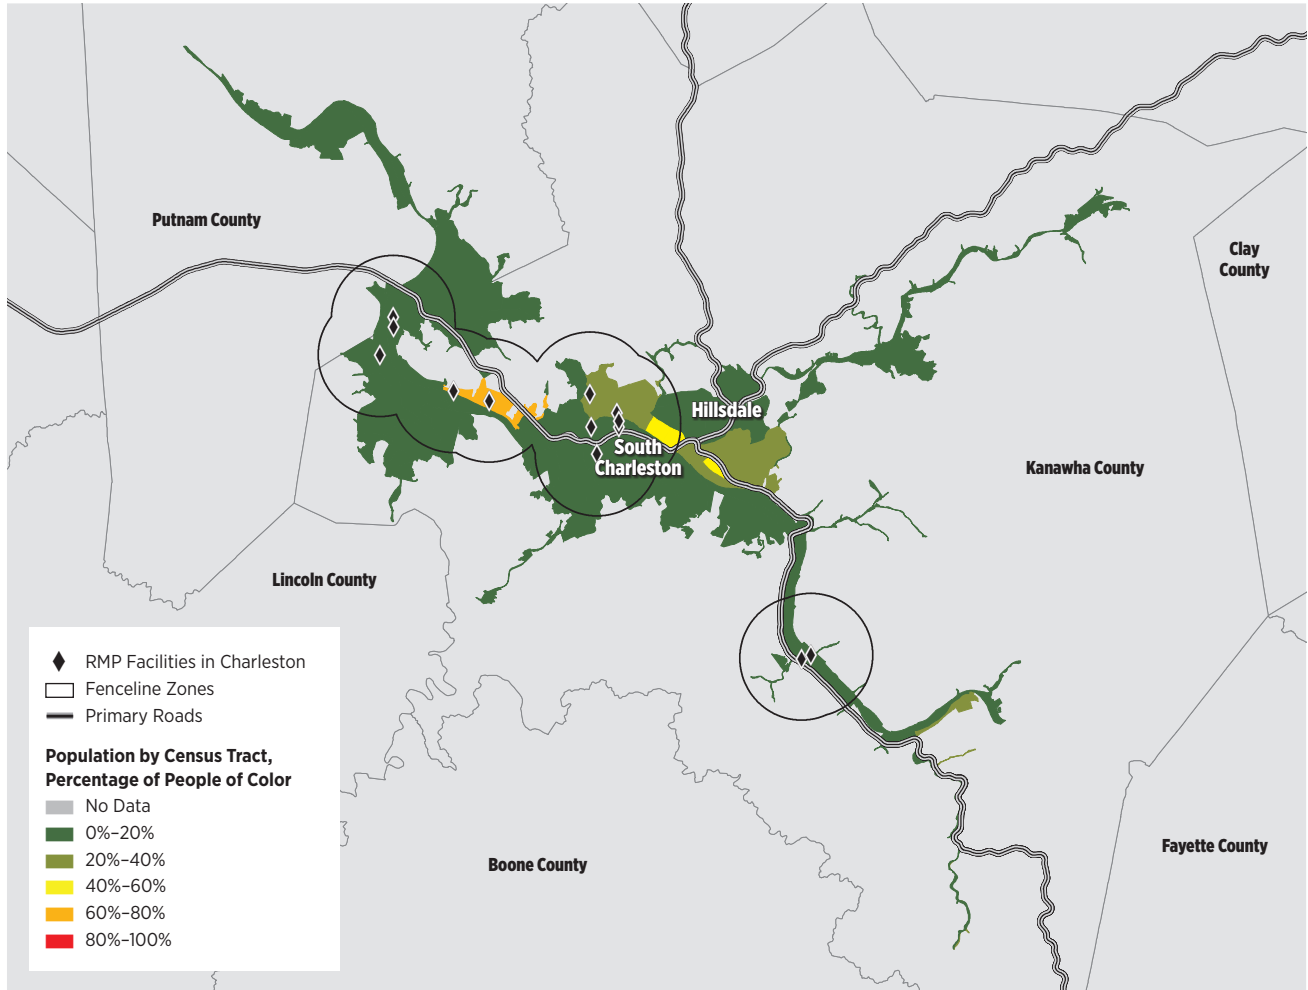 Putnam County
Clay
County
Hillsdale
South
Charleston
Kanawha County
Lincoln County
RMP Facilities in Charleston
Fenceline Zones
Primary Roads
Population by Census Tract,
Percentage of People of Color
No Data
0%–20%
20%–40%
40%–60%
60%–80%
80%–100%
Boone County
Fayette County